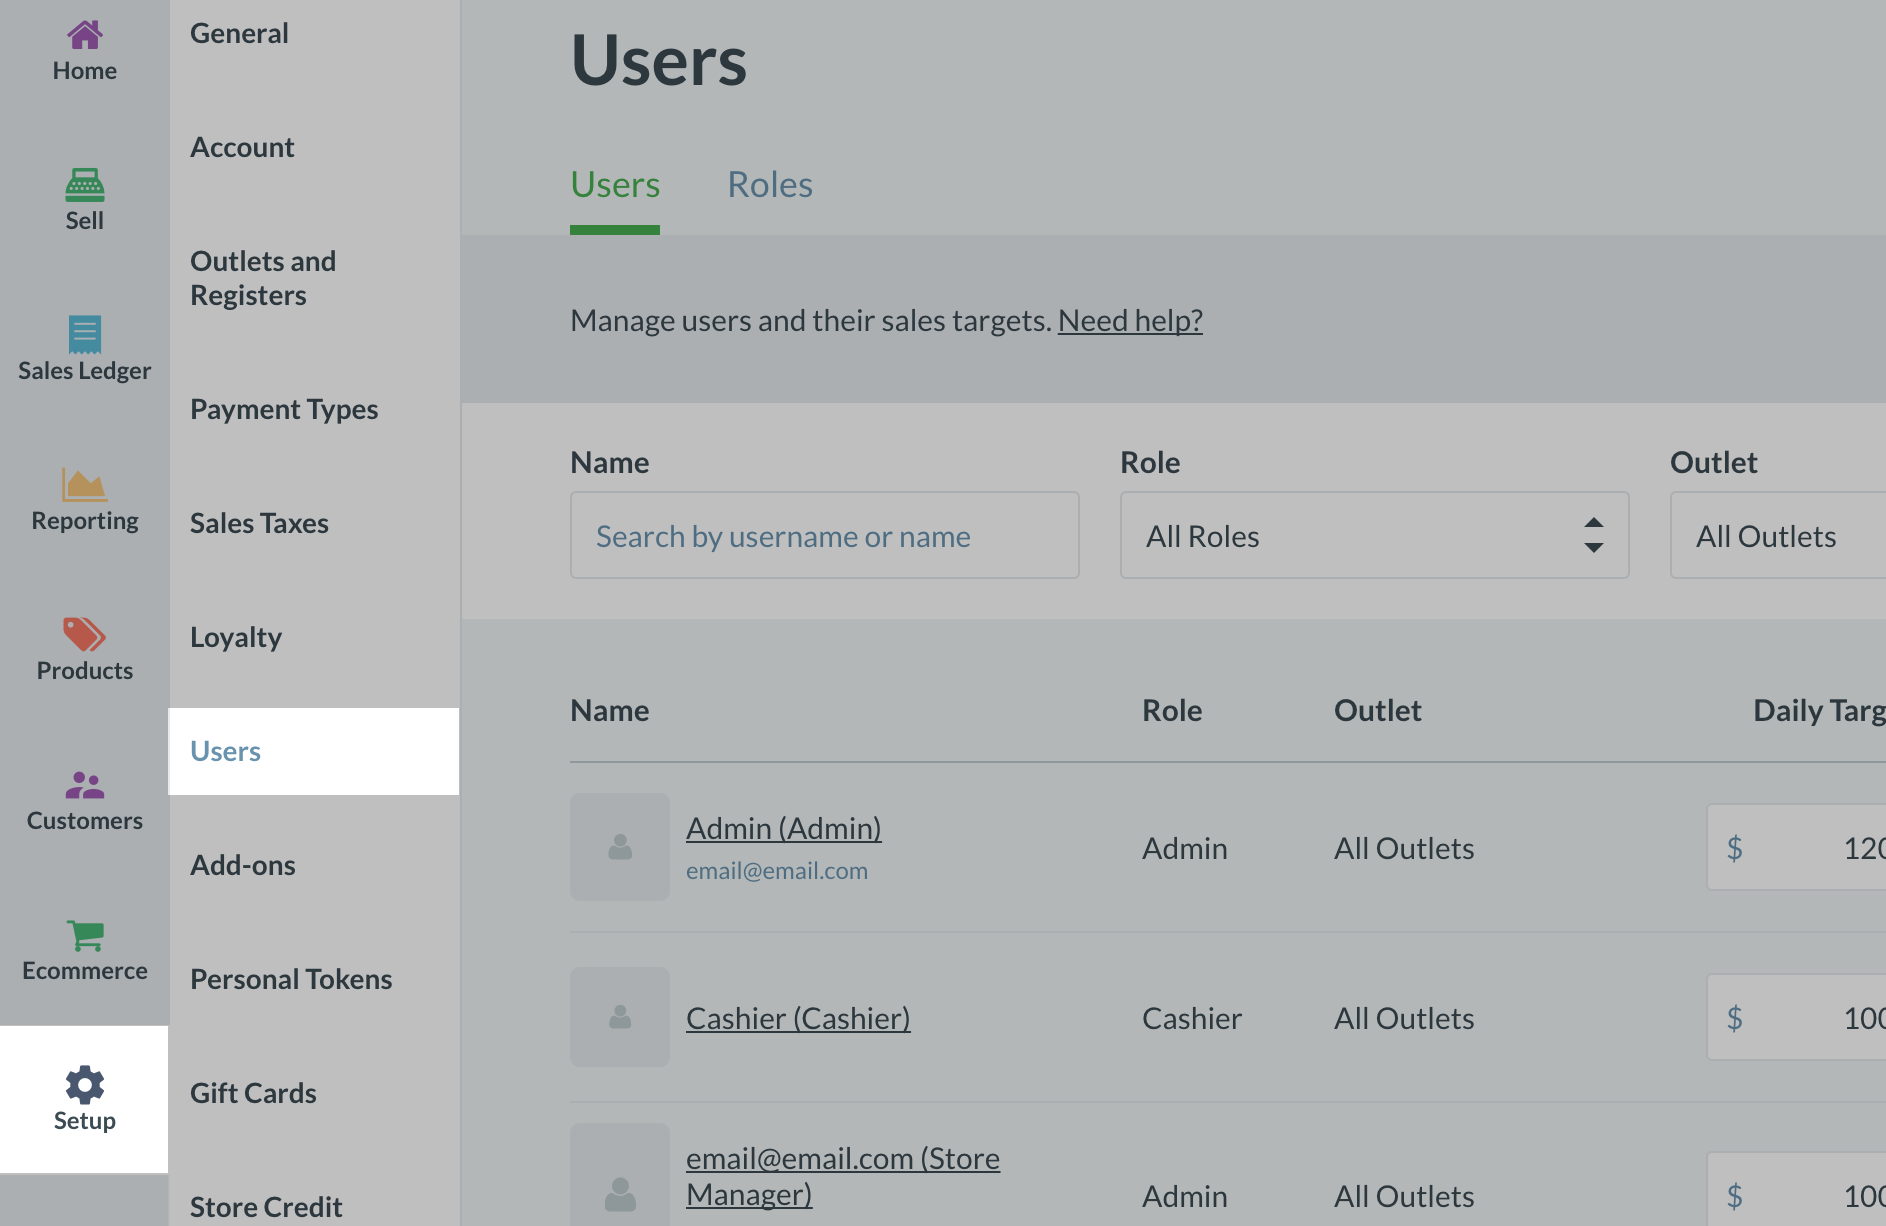 Home
Sell
Sales Ledger
Reporting
Products
Customers
Ecommerce
Setup
General
Account
Outlets and
Registers
Payment Types
Sales Taxes
Loyalty
Users
Add-ons
Personal Tokens
Gift Cards
Store Credit
Users
Users Roles
Manage users and their sales targets. Need help?
Name Role Outlet
Search by username or name All Roles All Outlets
Name Role Outlet Daily Targ
Admin (Admin) Admin All Outlets $ 120
email@email.com
Cashier (Cashier) Cashier All Outlets $ 100
email@email.com (Store
Manager) Admin All Outlets $ 100